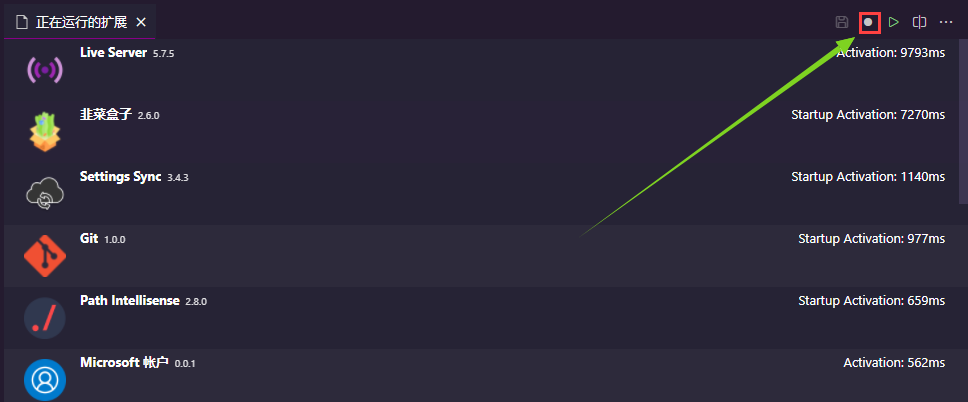 正在运行的扩展
Live Server 5.7.5
Activation: 9793ms
韭菜盒子 2.6.0
Startup Activation: 7270ms
Settings Sync 3.4.3
Startup Activation: 1140ms
Git 1.0.0
Startup Activation: 977ms
Path Intellisense 2.8.0
Startup Activation: 659ms
Microsoft 帐户 0.0.1
Activation: 562ms